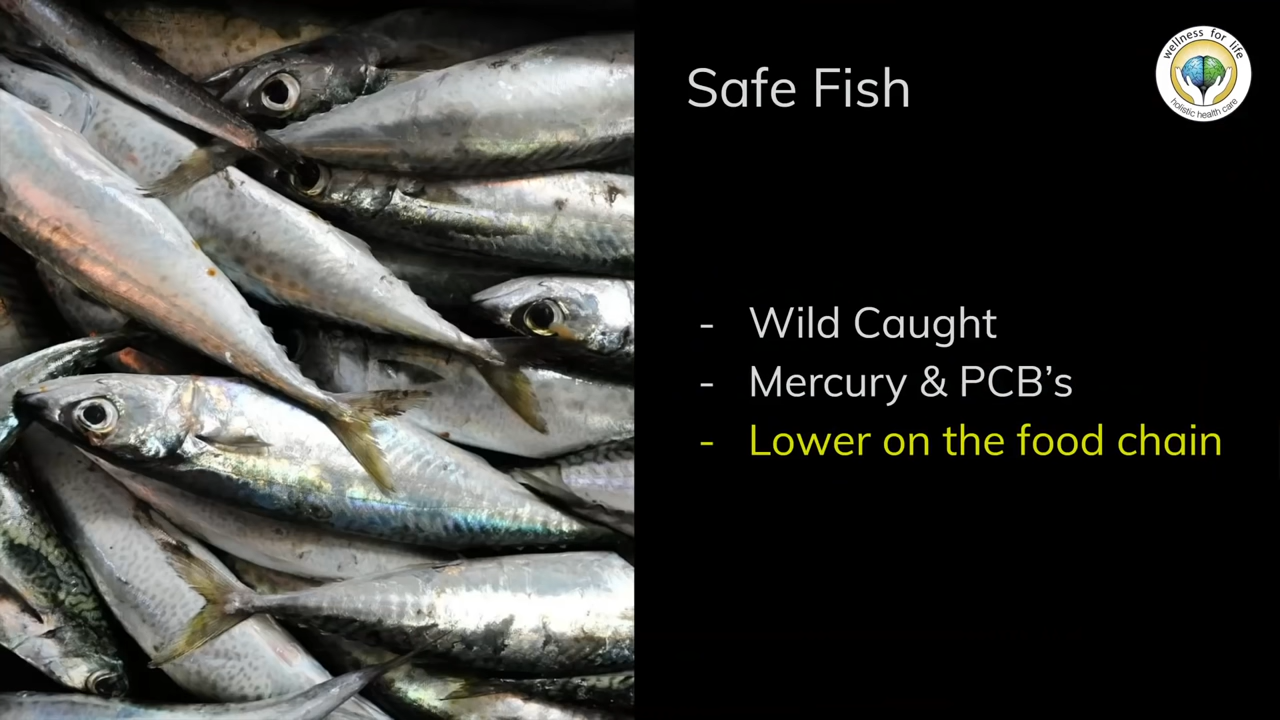 Safe Fish
wellness for life
holistic health care
- Wild Caught
- Mercury & PCB’s
- Lower on the food chain